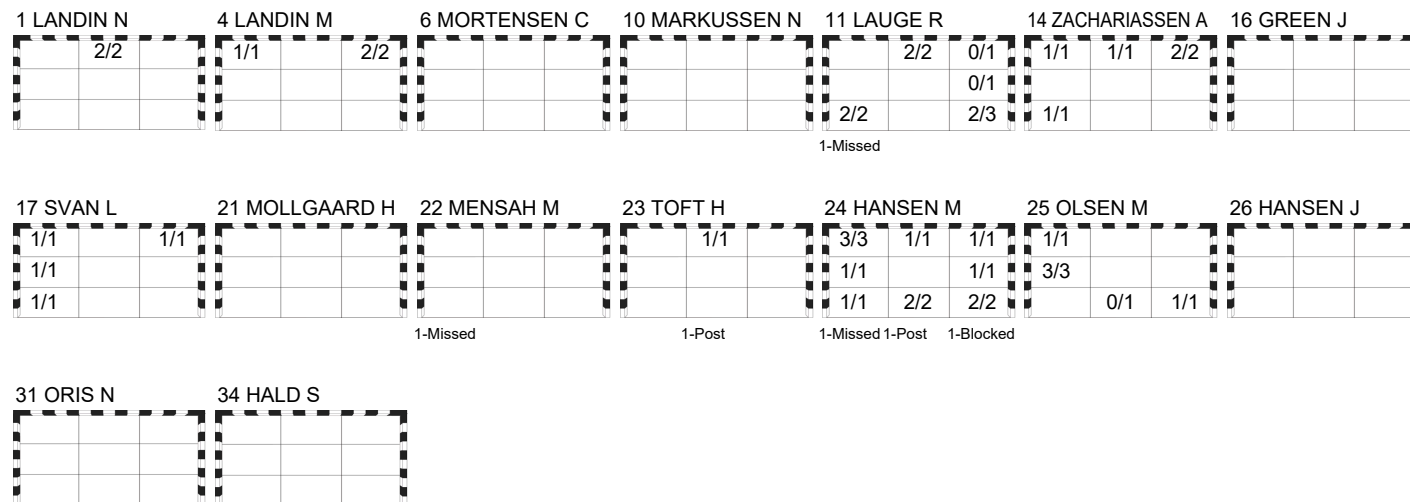 1 LANDIN N 4 LANDIN M 6 MORTENSEN C 10 MARKUSSEN N 11 LAUGE R 14 ZACHARIASSEN A 16 GREEN J
2/2 1/1 2/2 2/2 0/1 1/1 1/1 2/2
0/1
2/2 2/3 1/1
1-Missed
17 SVAN L 21 MOLLGAARD H 22 MENSAH M 23 TOFT H 24 HANSEN M 25 OLSEN M 26 HANSEN J
1/1 1/1 1/1 3/3 1/1 1/1 1/1
1/1 1/1 1/1 3/3
1/1 1/1 2/2 2/2 0/1 1/1
1-Missed 1-Post 1-Missed 1-Post 1-Blocked
31 ORIS N 34 HALD S